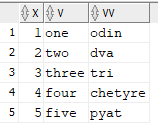 X V VV
1 1 one odin
2 2 two dva
3 3 three tri
4 4 four chetyre
5 5 five pyat